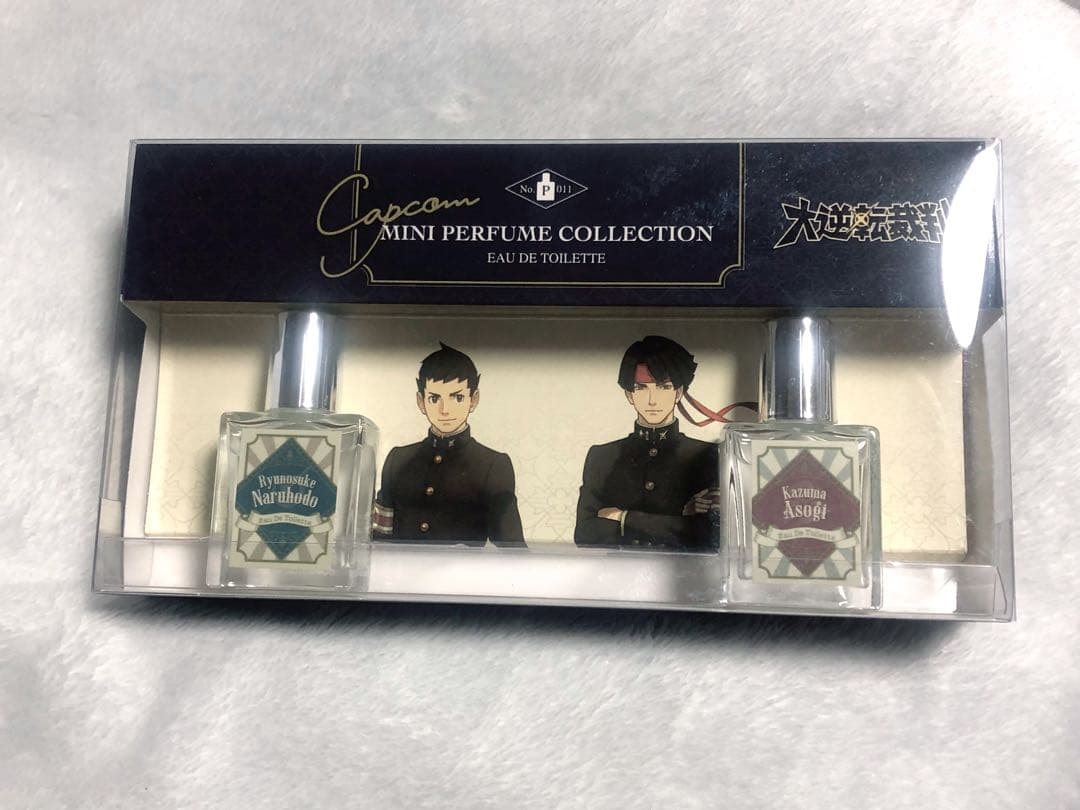 Capcom
No. P 011
MINI PERFUME COLLECTION
EAU DE TOILETTE
大逆転裁判
Ryunosuke
Naruhodo
Eau De Toilette
Kazuma
Asogi
Eau De Toilette